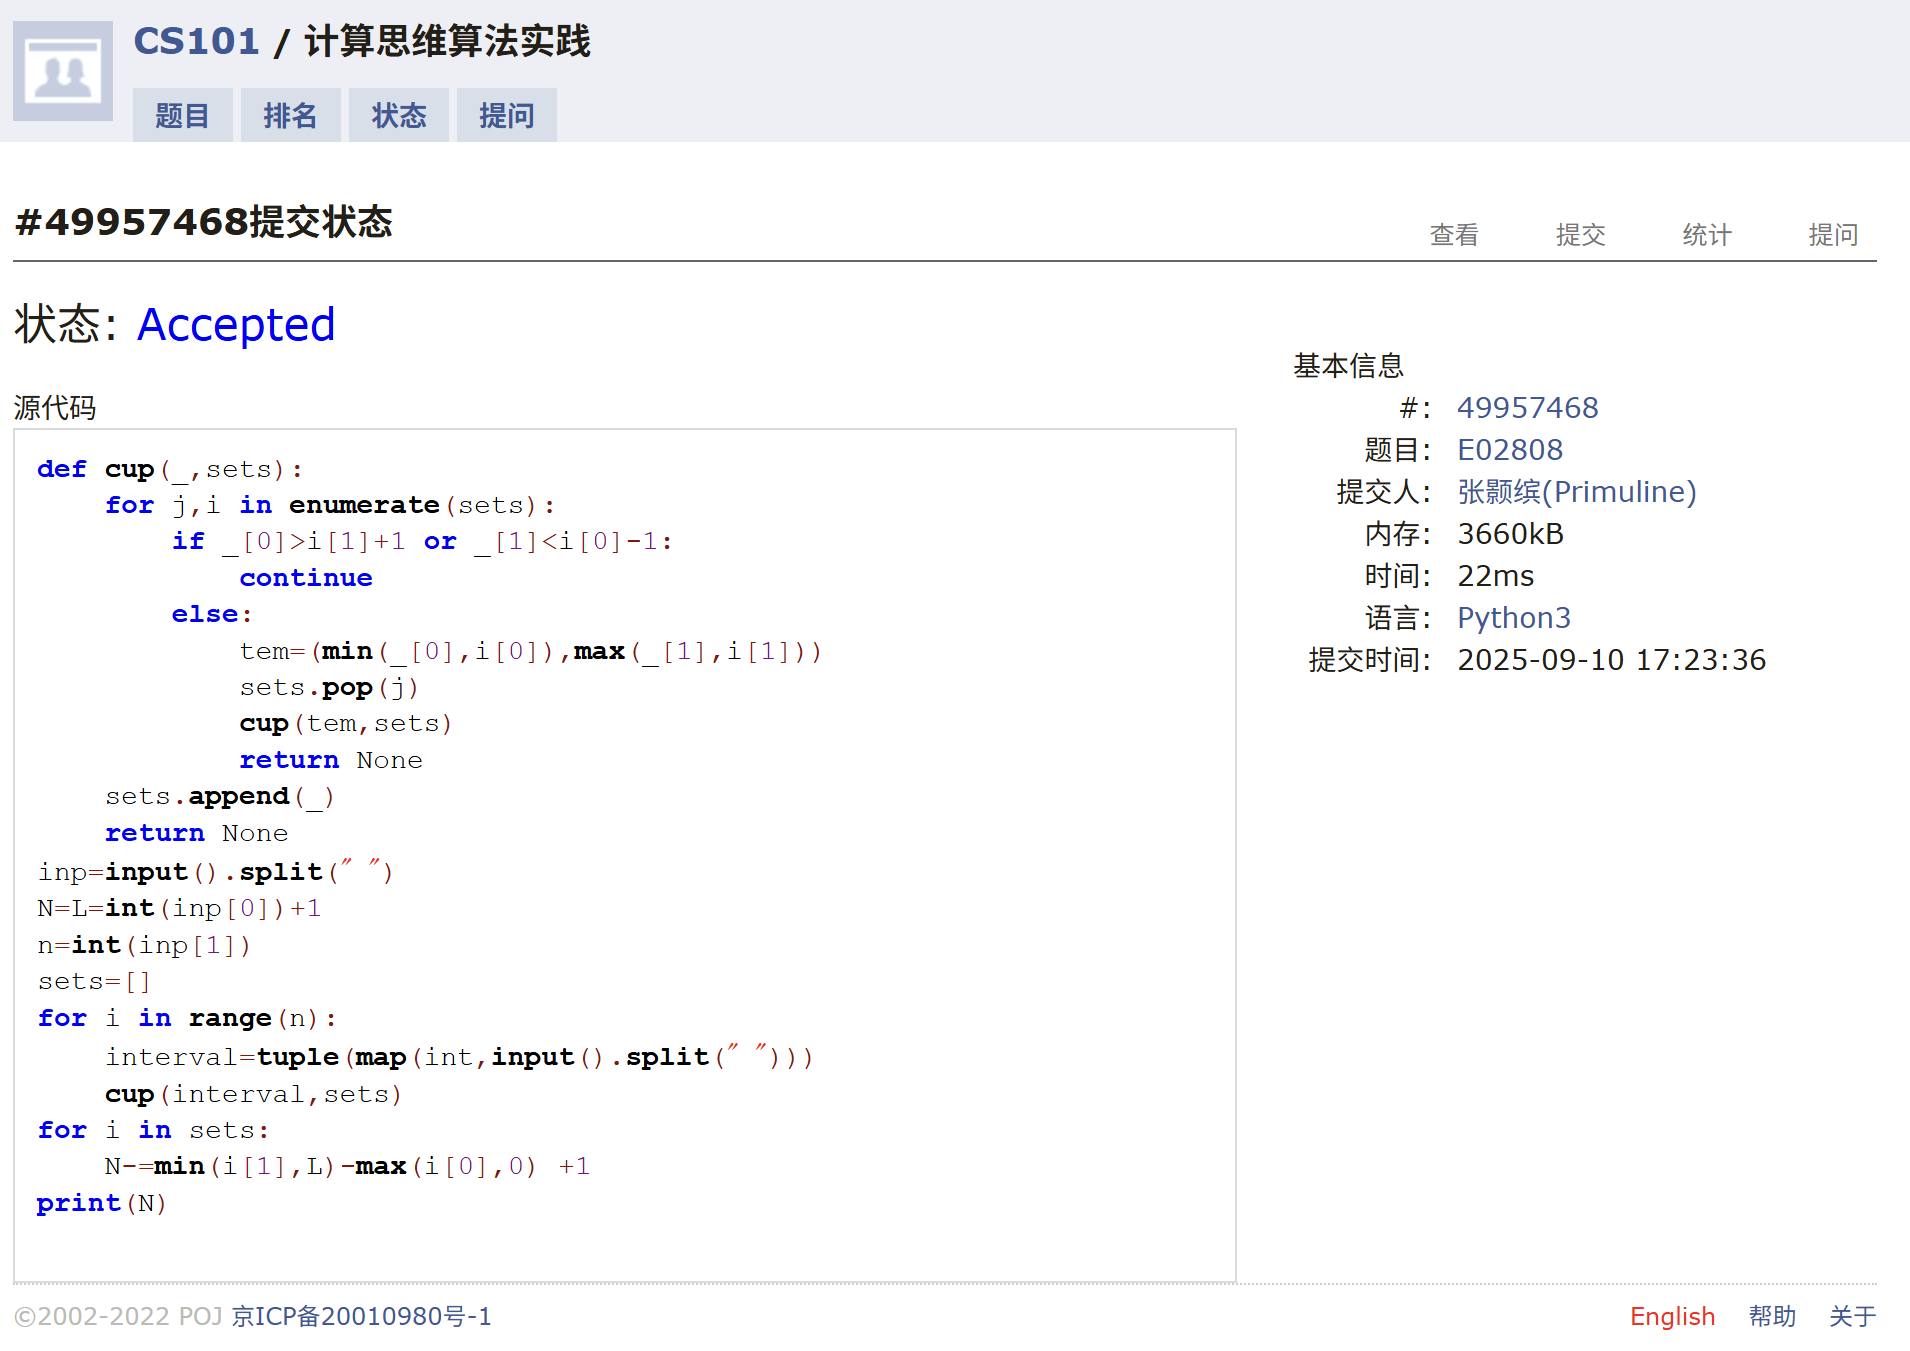 CS101 / 计算思维算法实践
题目 排名 状态 提问
#49957468提交状态
查看 提交 统计 提问
状态: Accepted
源代码
def cup(_,sets):
    for j,i in enumerate(sets):
        if _[0]>i[1]+1 or _[1]<i[0]-1:
            continue
        else:
            tem=(min(_[0],i[0]),max(_[1],i[1]))
            sets.pop(j)
            cup(tem,sets)
            return None
    sets.append(_)
    return None
inp=input().split(" ")
N=L=int(inp[0])+1
n=int(inp[1])
sets=[]
for i in range(n):
    interval=tuple(map(int,input().split(" ")))
    cup(interval,sets)
for i in sets:
    N-=min(i[1],L)-max(i[0],0) +1
print(N)
基本信息
#: 49957468
题目: E02808
提交人: 张颢缤(Primuline)
内存: 3660kB
时间: 22ms
语言: Python3
提交时间: 2025-09-10 17:23:36
©2002-2022 POJ 京ICP备20010980号-1
English 帮助 关于